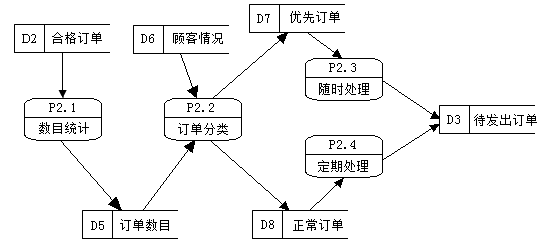 D7 优先订单
D2 合格订单
D6 顾客情况
P2.3
随时处理
P2.1
数目统计
P2.2
订单分类
D3 待发出订单
P2.4
定期处理
D5 订单数目
D8 正常订单